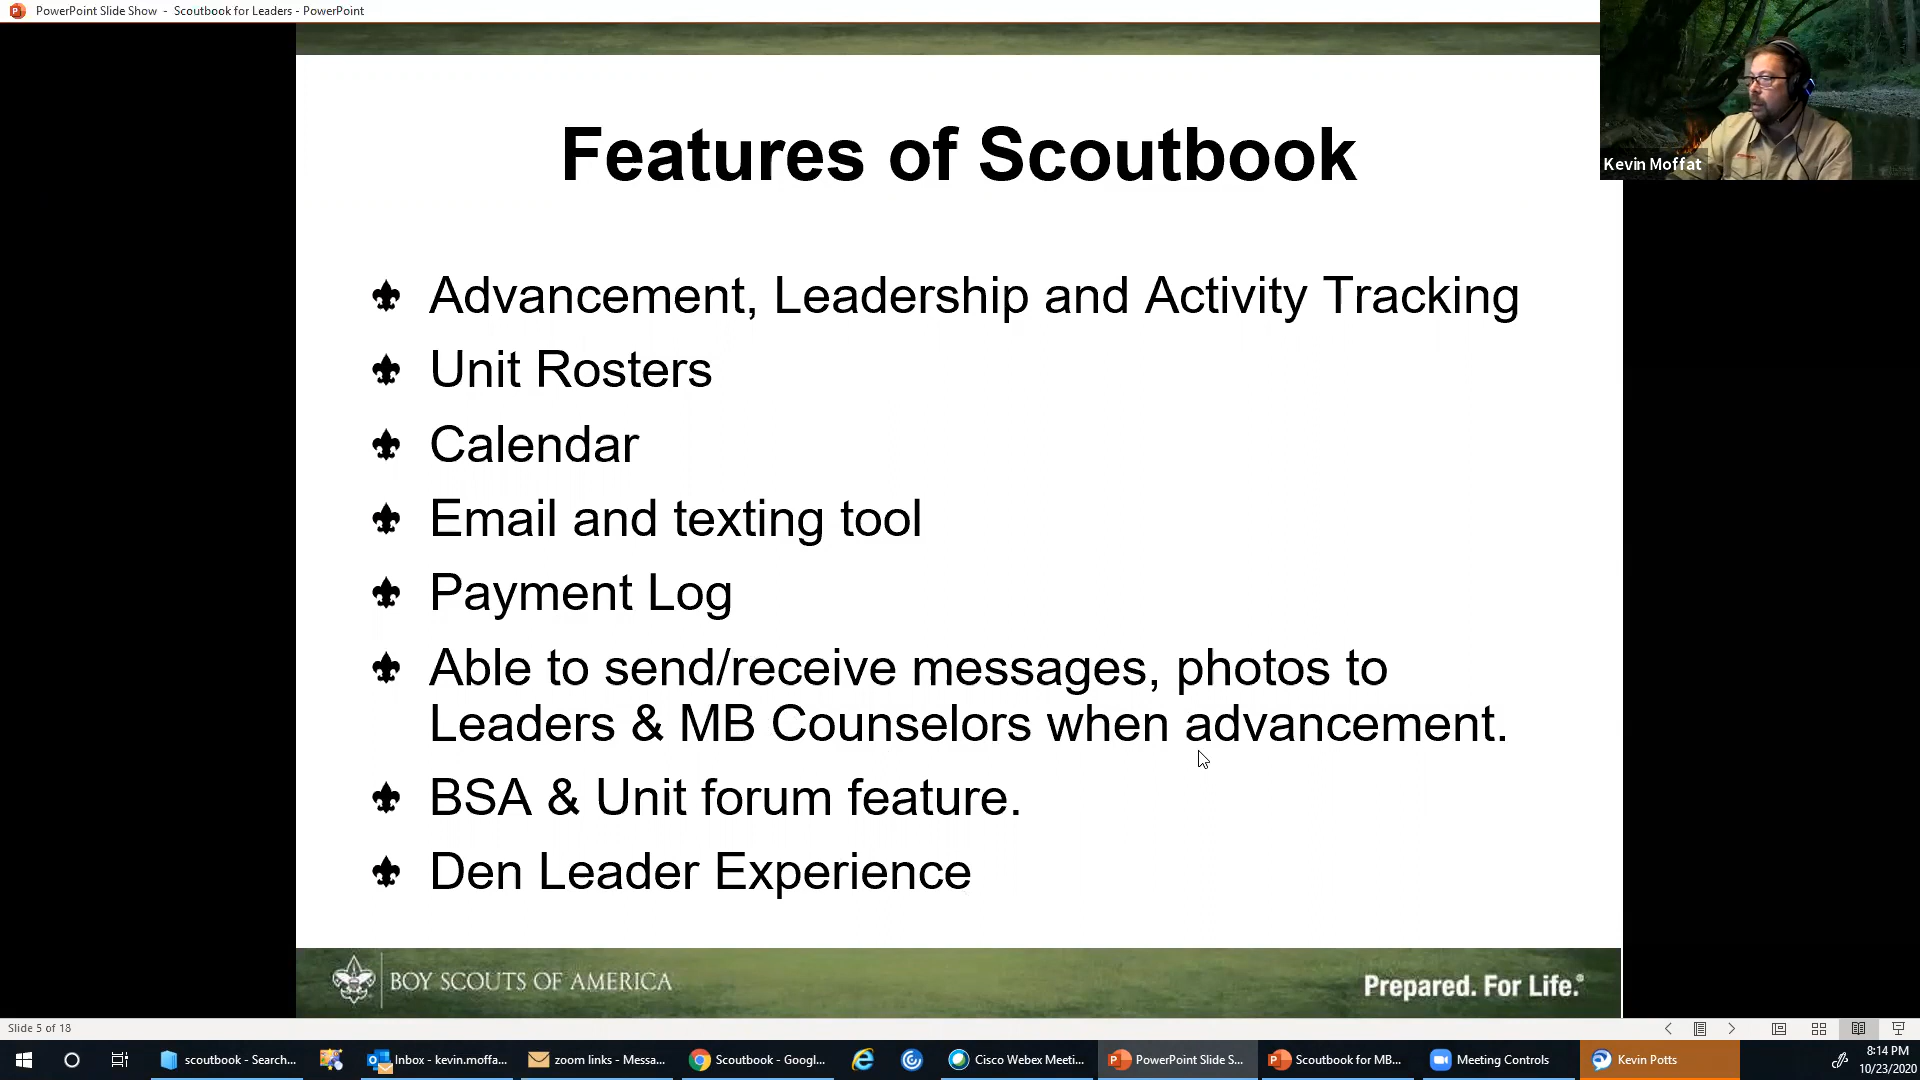 PowerPoint Slide Show - Scoutbook for Leaders - PowerPoint
Kevin Moffat
Features of Scoutbook
Advancement, Leadership and Activity Tracking
Unit Rosters
Calendar
Email and texting tool
Payment Log
Able to send/receive messages, photos to
Leaders & MB Counselors when advancement.
BSA & Unit forum feature.
Den Leader Experience
BOY SCOUTS OF AMERICA
Prepared. For Life.®
Slide 5 of 18
scoutbook - Search...
Inbox - kevin.moffa...
zoom links - Messa...
Scoutbook - Googl...
Cisco Webex Meeti...
PowerPoint Slide S...
Scoutbook for MB...
Meeting Controls
Kevin Potts
8:14 PM
10/23/2020